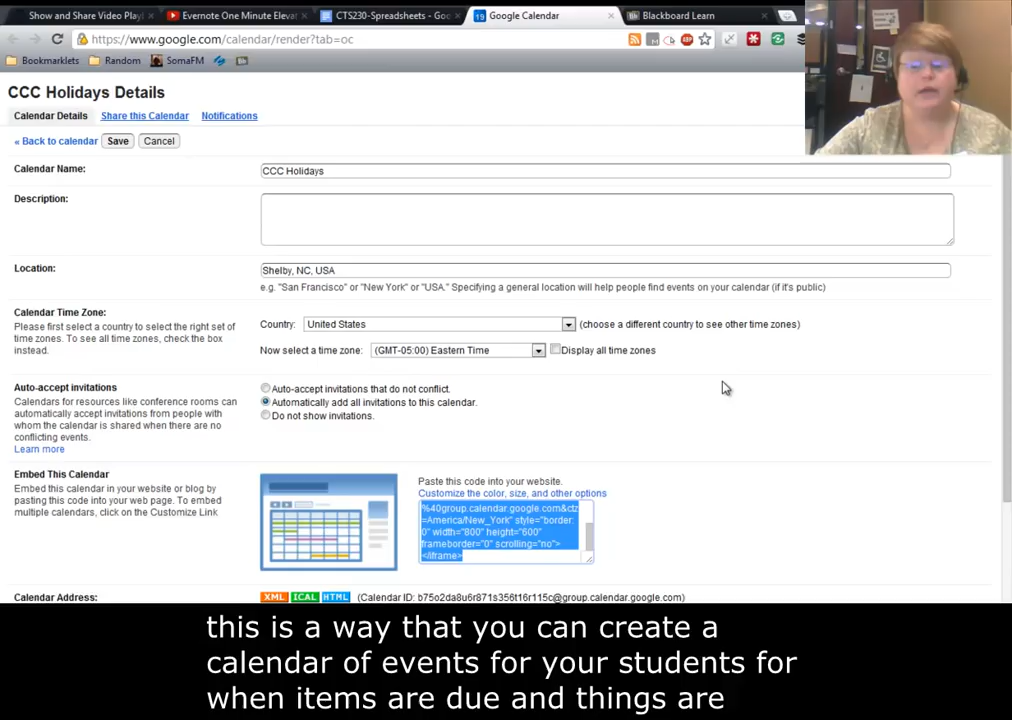 Show and Share Video Play
Evernote One Minute Eleva
CTS230-Spreadsheets - Goo
Google Calendar
Blackboard Learn
https://www.google.com/calendar/render?tab=oc
Bookmarklets
Random
SomaFM
CCC Holidays Details
Calendar Details
Share this Calendar
Notifications
« Back to calendar
Save
Cancel
Calendar Name:
CCC Holidays
Description:
Location:
Shelby, NC, USA
e.g. "San Francisco" or "New York" or "USA." Specifying a general location will help people find events on your calendar (if it's public)
Calendar Time Zone:
Please first select a country to select the right set of
time zones. To see all time zones, check the box
instead.
Country:
United States
(choose a different country to see other time zones)
Now select a time zone:
(GMT-05:00) Eastern Time
Display all time zones
Auto-accept invitations
Calendars for resources like conference rooms can
automatically accept invitations from people with
whom the calendar is shared when there are no
conflicting events.
Learn more
Auto-accept invitations that do not conflict.
Automatically add all invitations to this calendar.
Do not show invitations.
Embed This Calendar
Embed this calendar in your website or blog by
pasting this code into your web page. To embed
multiple calendars, click on the Customize Link
Paste this code into your website.
Customize the color, size, and other options
%40group.calendar.google.com&ctz
=America/New_York" style="border:
0" width="800" height="600"
frameborder="0" scrolling="no">
</iframe>
Calendar Address:
XML
ICAL
HTML
(Calendar ID: b75o2da8u6r871s356t16r115c@group.calendar.google.com)
this is a way that you can create a
calendar of events for your students for
when items are due and things are